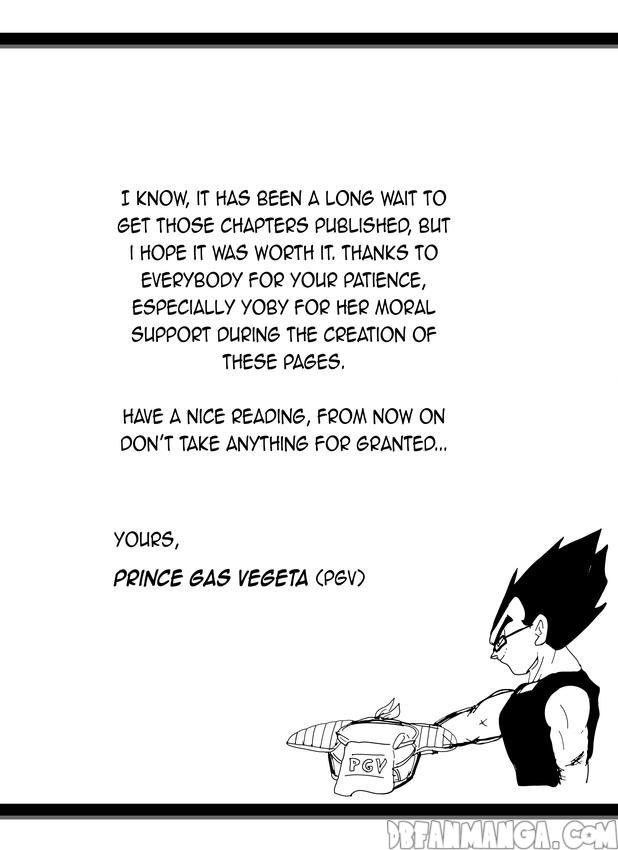 I KNOW, IT HAS BEEN A LONG WAIT TO
GET THOSE CHAPTERS PUBLISHED, BUT
I HOPE IT WAS WORTH IT. THANKS TO
EVERYBODY FOR YOUR PATIENCE,
ESPECIALLY YOBY FOR HER MORAL
SUPPORT DURING THE CREATION OF
THESE PAGES.
HAVE A NICE READING, FROM NOW ON
DON'T TAKE ANYTHING FOR GRANTED...
YOURS,
PRINCE GAS VEGETA (PGV)
PGV
DBFANMANGA.COM